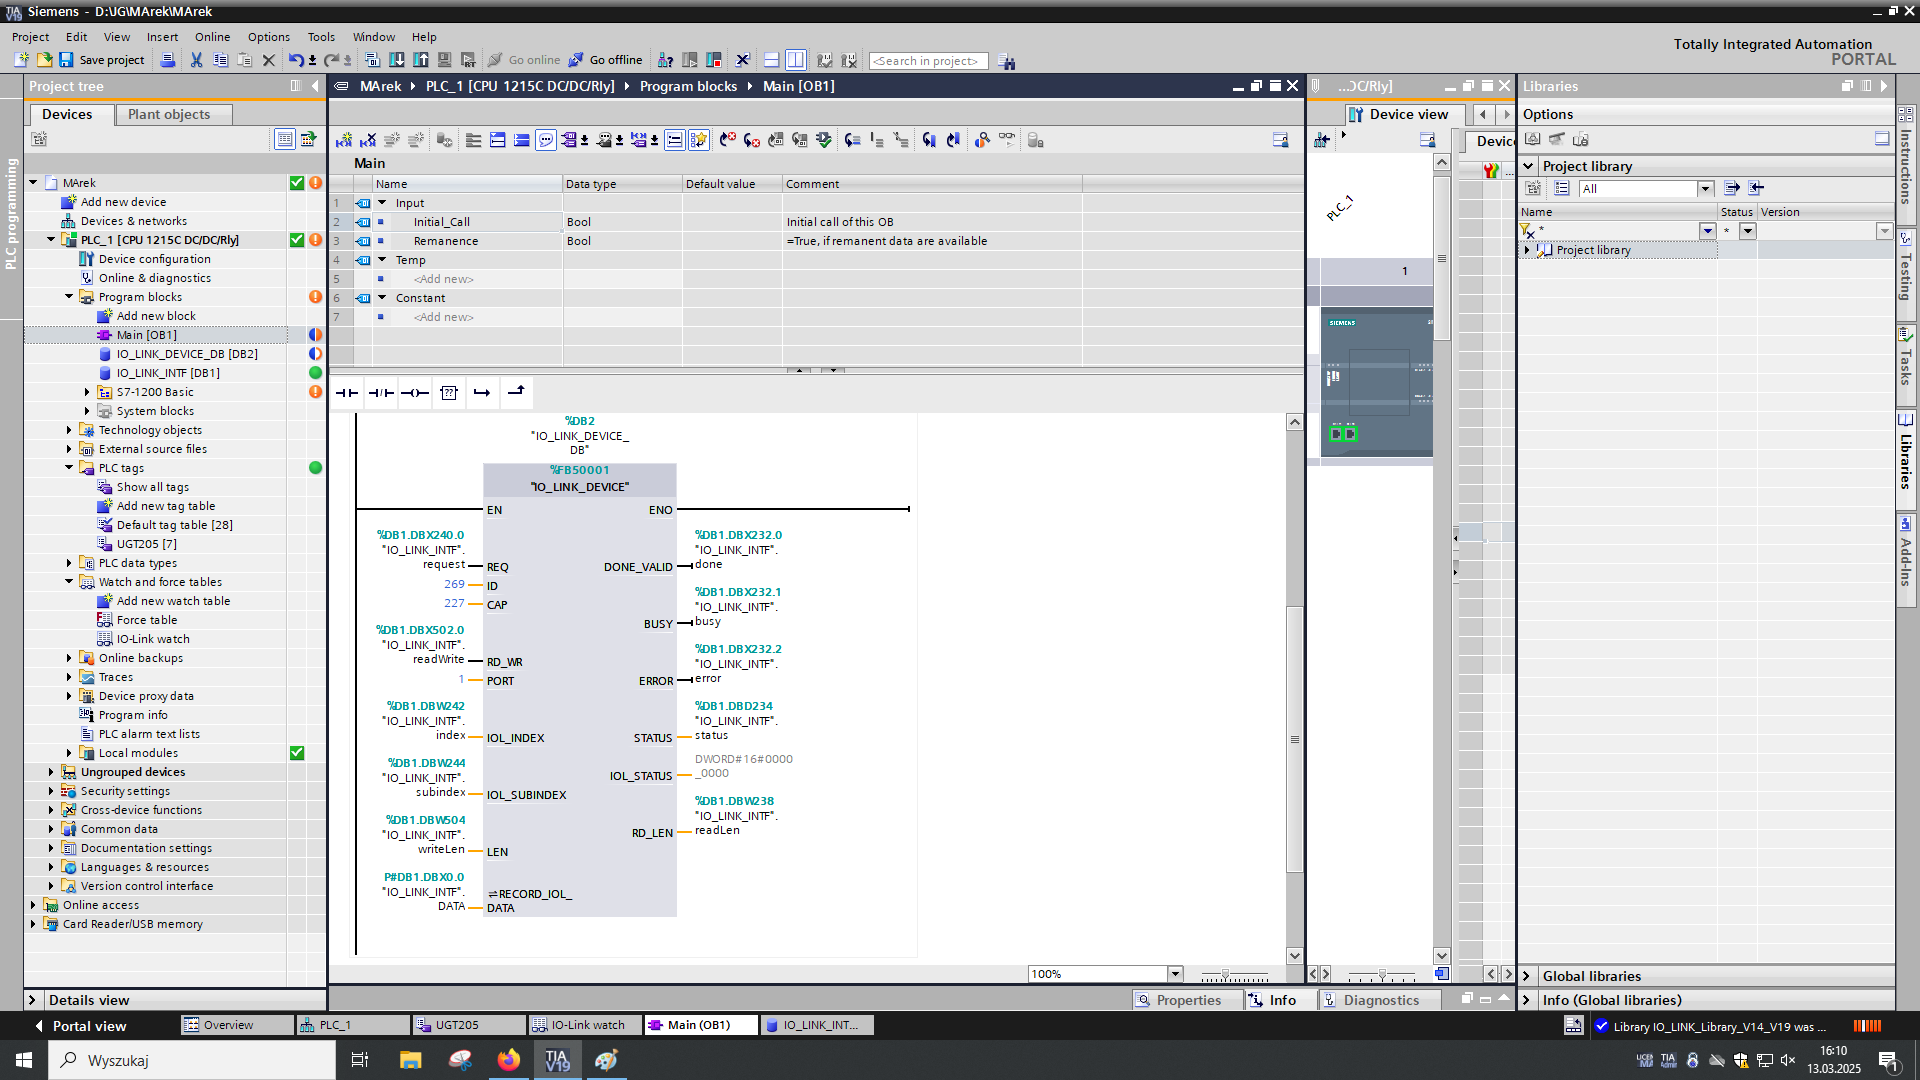 Siemens - D:\JG\MArek\MArek
Project Edit View Insert Online Options Tools Window Help
Totally Integrated Automation
PORTAL
Save project
Go online
Go offline
<Search in project>
Project tree
MArek PLC_1 [CPU 1215C DC/DC/Rly] Program blocks Main [OB1]
...DC/Rly]
Libraries
Devices
Plant objects
PLC programming
MArek
Add new device
Devices & networks
PLC_1 [CPU 1215C DC/DC/Rly]
Device configuration
Online & diagnostics
Program blocks
Add new block
Main [OB1]
IO_LINK_DEVICE_DB [DB2]
IO_LINK_INTF [DB1]
S7-1200 Basic
System blocks
Technology objects
External source files
PLC tags
Show all tags
Add new tag table
Default tag table [28]
UGT205 [7]
PLC data types
Watch and force tables
Add new watch table
Force table
IO-Link watch
Online backups
Traces
Device proxy data
Program info
PLC alarm text lists
Local modules
Ungrouped devices
Security settings
Cross-device functions
Common data
Documentation settings
Languages & resources
Version control interface
Online access
Card Reader/USB memory
Details view
Main
Name Data type Default value Comment
1 Input
2 Initial_Call Bool Initial call of this OB
3 Remanence Bool =True, if remanent data are available
4 Temp
5 <Add new>
6 Constant
7 <Add new>
%DB2
"IO_LINK_DEVICE_
DB"
%FB50001
"IO_LINK_DEVICE"
EN ENO
%DB1.DBX240.0
"IO_LINK_INTF".
request REQ
269 ID
227 CAP
%DB1.DBX502.0
"IO_LINK_INTF".
readWrite RD_WR
1 PORT
%DB1.DBW242
"IO_LINK_INTF".
index IOL_INDEX
%DB1.DBW244
"IO_LINK_INTF".
subindex IOL_SUBINDEX
%DB1.DBW504
"IO_LINK_INTF".
writeLen LEN
P#DB1.DBX0.0
"IO_LINK_INTF".
DATA RECORD_IOL_
DATA
%DB1.DBX232.0
"IO_LINK_INTF".
DONE_VALID done
%DB1.DBX232.1
"IO_LINK_INTF".
BUSY busy
%DB1.DBX232.2
"IO_LINK_INTF".
ERROR error
%DB1.DBD234
"IO_LINK_INTF".
STATUS status
DWORD#16#0000
IOL_STATUS _0000
%DB1.DBW238
"IO_LINK_INTF".
RD_LEN readLen
100%
Properties
Info
Diagnostics
Device view
Devic
...
PLC_1
1
SIEMENS
Options
Project library
All
Name Status Version
* *
Project library
Global libraries
Info (Global libraries)
Instructions
Testing
Tasks
Libraries
Add-Ins
Portal view
Overview
PLC_1
UGT205
IO-Link watch
Main (OB1)
IO_LINK_INT...
Library IO_LINK_Library_V14_V19 was ...
Wyszukaj
TIA
V19
16:10
13.03.2025
1